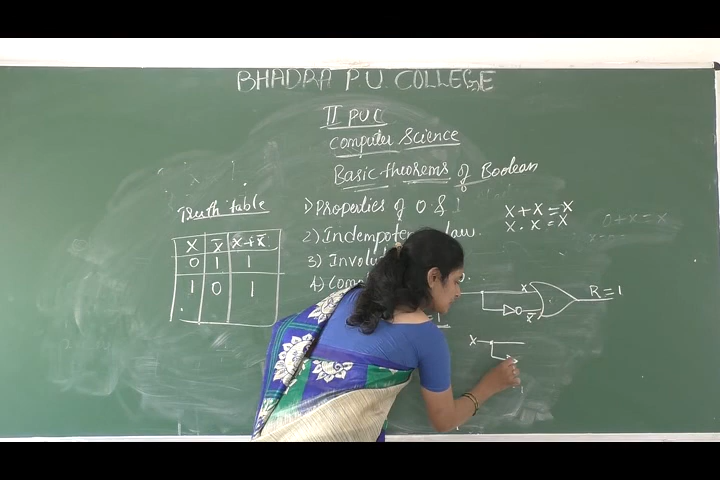 BHADRA P.U. COLLEGE
II PUC
Computer Science
Basic theorems of Boolean
Truth table
X X̅ X+X̅
0 1 1
1 0 1
1) Properties of 0 & 1
2) Indempote law.
3) Involu
4) Com
X + X = X
X . X = X
0 + x = x
X
X̅
R = 1
X